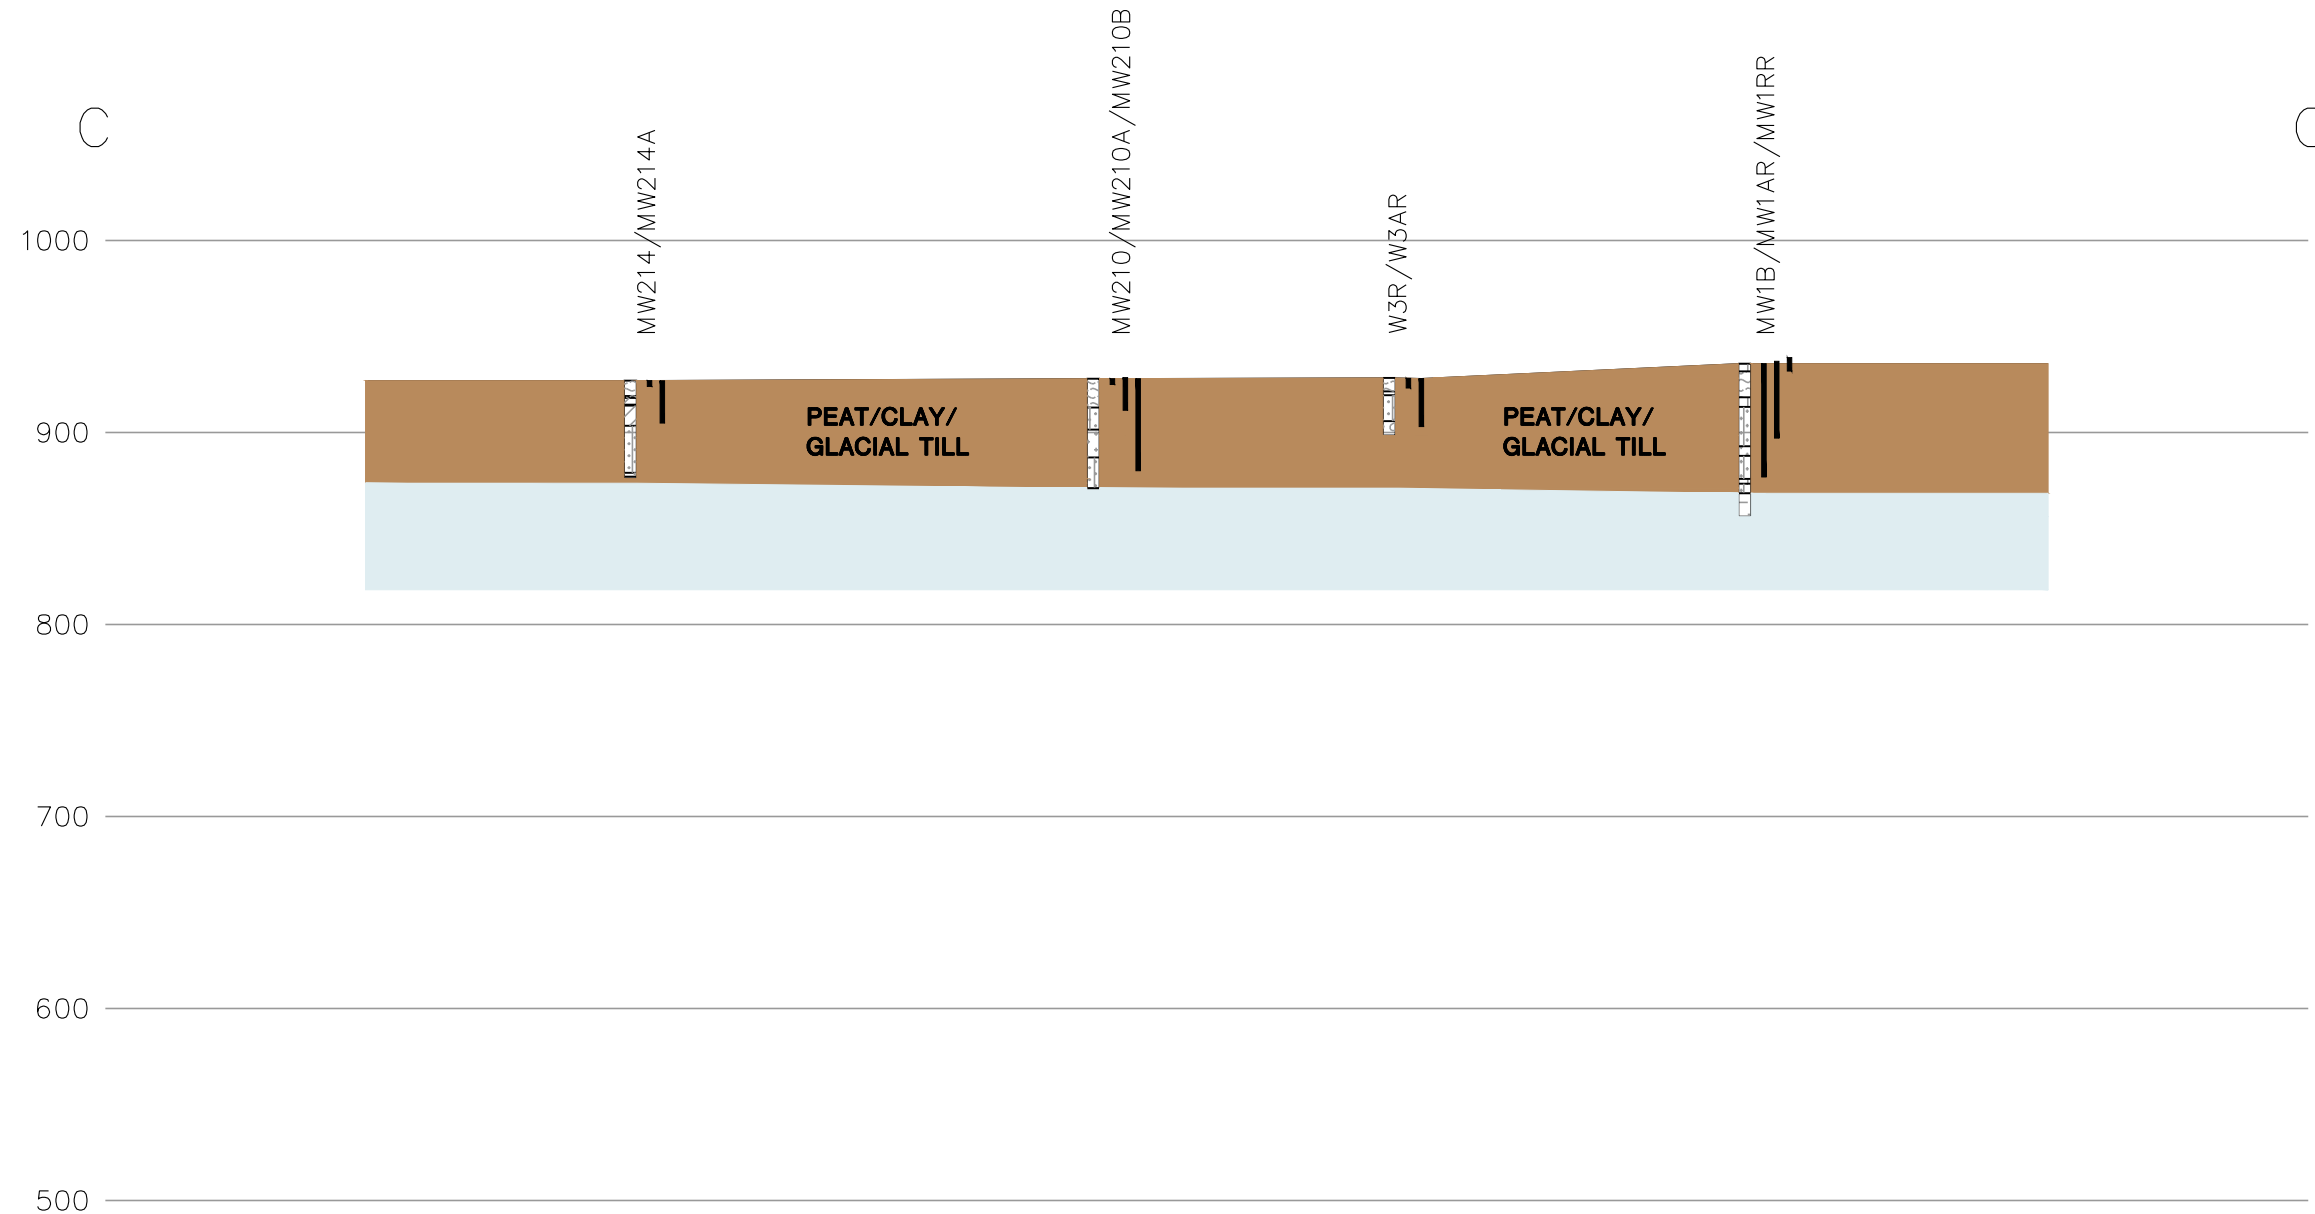 C
C
MW214/MW214A
MW210/MW210A/MW210B
W3R/W3AR
MW1B/MW1AR/MW1RR
1000
900
PEAT/CLAY/
GLACIAL TILL
PEAT/CLAY/
GLACIAL TILL
800
700
600
500